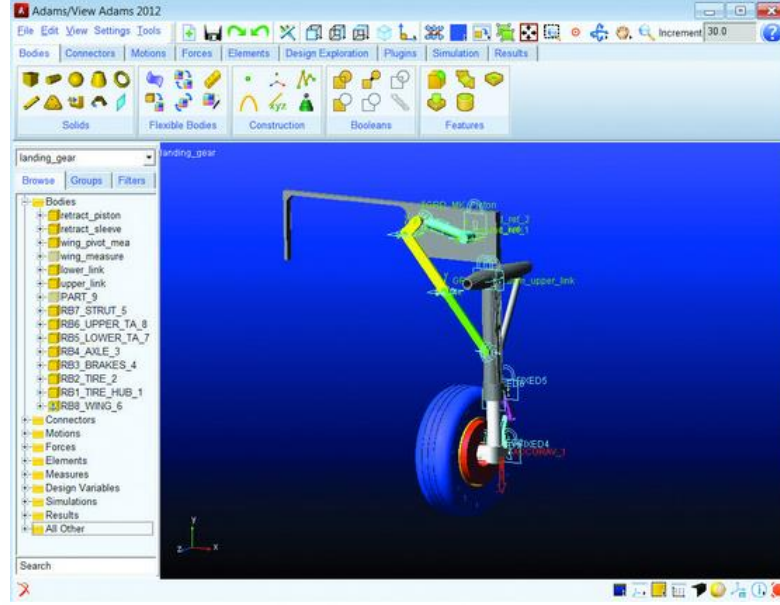 Adams/View Adams 2012
File Edit View Settings Tools
Increment 30.0
Bodies Connectors Motions Forces Elements Design Exploration Plugins Simulation Results
Solids Flexible Bodies Construction Booleans Features
landing_gear
landing_gear
Browse Groups Filters
Bodies
retract_piston
retract_sleeve
wing_pivot_mea
wing_measure
lower_link
upper_link
PART_9
RB7_STRUT_5
RB6_UPPER_TA_8
RB5_LOWER_TA_7
RB4_AXLE_3
RB3_BRAKES_4
RB2_TIRE_2
RB1_TIRE_HUB_1
RB8_WING_6
Connectors
Motions
Forces
Elements
Measures
Design Variables
Simulations
Results
All Other
Search
ref_2
upper_link
FIXED5
FIXED4
y
z x